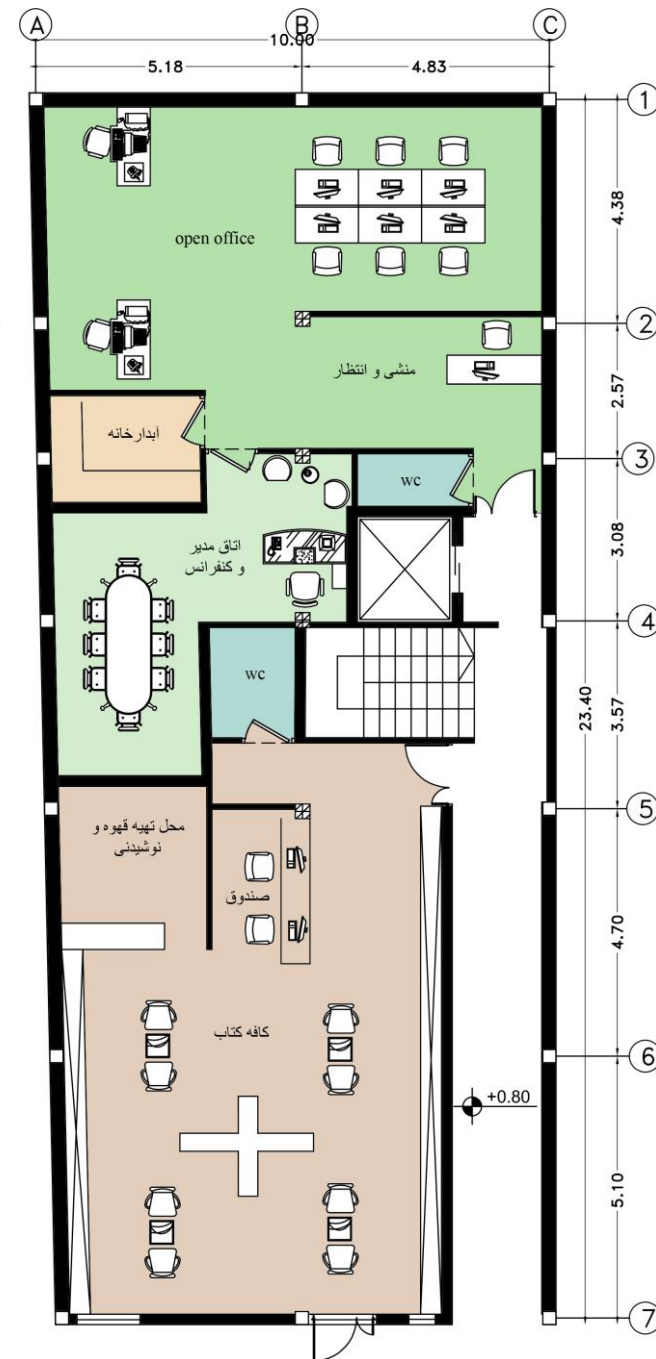 A
B
C
10.00
5.18
4.83
1
4.38
open office
2
2.57
منشی و انتظار
آبدارخانه
3
wc
3.08
اتاق مدیر
و کنفرانس
4
wc
23.40
3.57
5
محل تهیه قهوه و
نوشیدنی
صندوق
4.70
کافه کتاب
6
+0.80
5.10
7